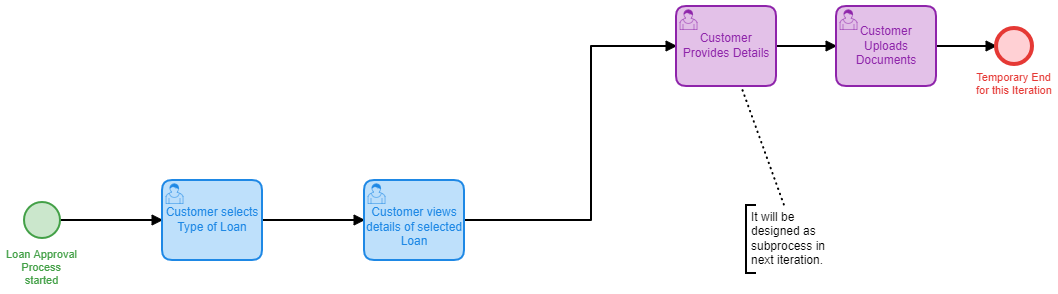 Customer
Provides Details
Customer
Uploads
Documents
Temporary End
for this Iteration
Customer selects
Type of Loan
Customer views
details of selected
Loan
Loan Approval
Process
started
It will be
designed as
subprocess in
next iteration.